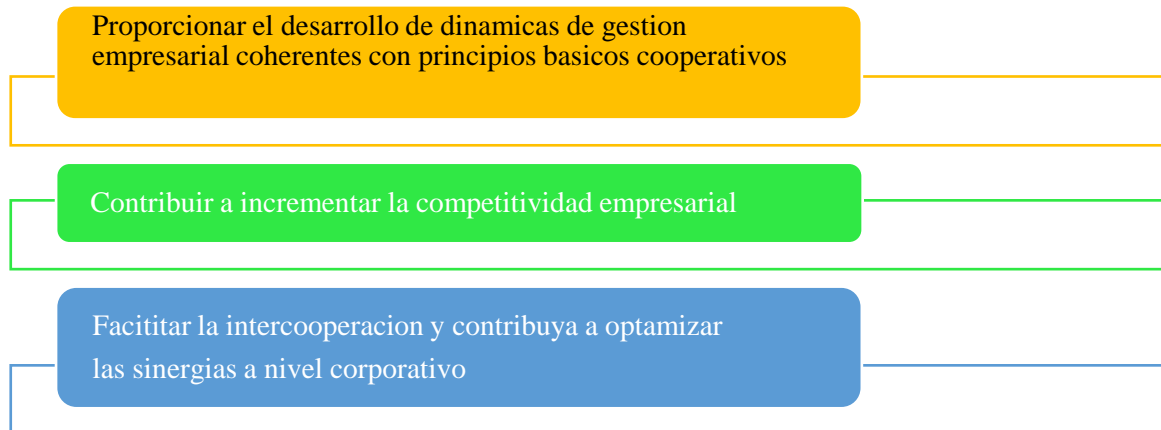 Proporcionar el desarrollo de dinamicas de gestion
empresarial coherentes con principios basicos cooperativos
Contribuir a incrementar la competitividad empresarial
Facititar la intercooperacion y contribuya a optamizar
las sinergias a nivel corporativo